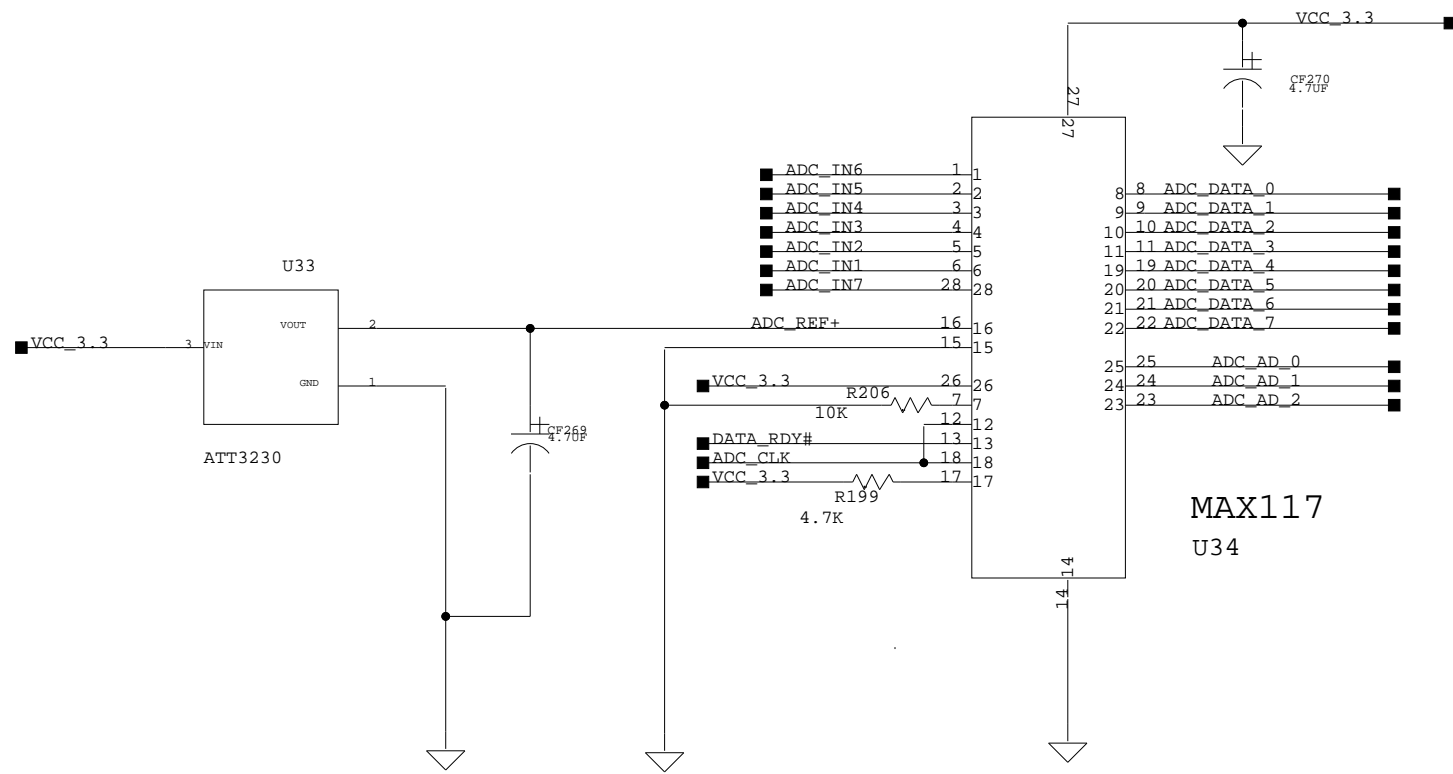 VCC_3.3
CF270
4.7UF
27
27
ADC_IN6 1 1
ADC_IN5 2 2
ADC_IN4 3 3
ADC_IN3 4 4
ADC_IN2 5 5
ADC_IN1 6 6
ADC_IN7 28 28
ADC_REF+ 16 16
15 15
VCC_3.3 26 26
R206
10K
7 7
12 12
DATA_RDY# 13 13
ADC_CLK 18 18
VCC_3.3 17 17
R199
4.7K
8 8 ADC_DATA_0
9 9 ADC_DATA_1
10 10 ADC_DATA_2
11 11 ADC_DATA_3
19 19 ADC_DATA_4
20 20 ADC_DATA_5
21 21 ADC_DATA_6
22 22 ADC_DATA_7
25 25 ADC_AD_0
24 24 ADC_AD_1
23 23 ADC_AD_2
MAX117
U34
14
14
U33
VOUT 2
VCC_3.3 3 VIN
GND 1
ATT3230
CF269
4.7UF